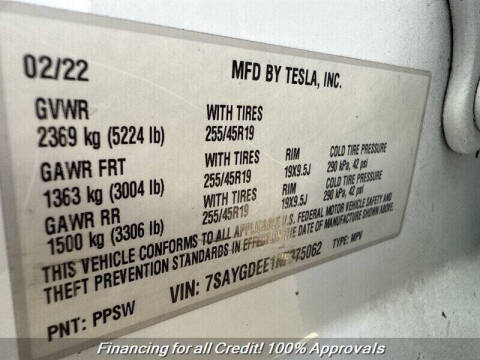 02/22
MFD BY TESLA, INC.
GVWR
2369 kg (5224 lb)
WITH TIRES
255/45R19
GAWR FRT
1363 kg (3004 lb)
WITH TIRES
255/45R19
RIM
19X9.5J
COLD TIRE PRESSURE
290 kPa, 42 psi
GAWR RR
1500 kg (3306 lb)
WITH TIRES
255/45R19
RIM
19X9.5J
COLD TIRE PRESSURE
290 kPa, 42 psi
THIS VEHICLE CONFORMS TO ALL APPLICABLE U.S. FEDERAL MOTOR VEHICLE SAFETY AND
THEFT PREVENTION STANDARDS IN EFFECT ON THE DATE OF MANUFACTURE SHOWN ABOVE.
PNT: PPSW
VIN:
TYPE: MPV
Financing for all Credit! 100% Approvals